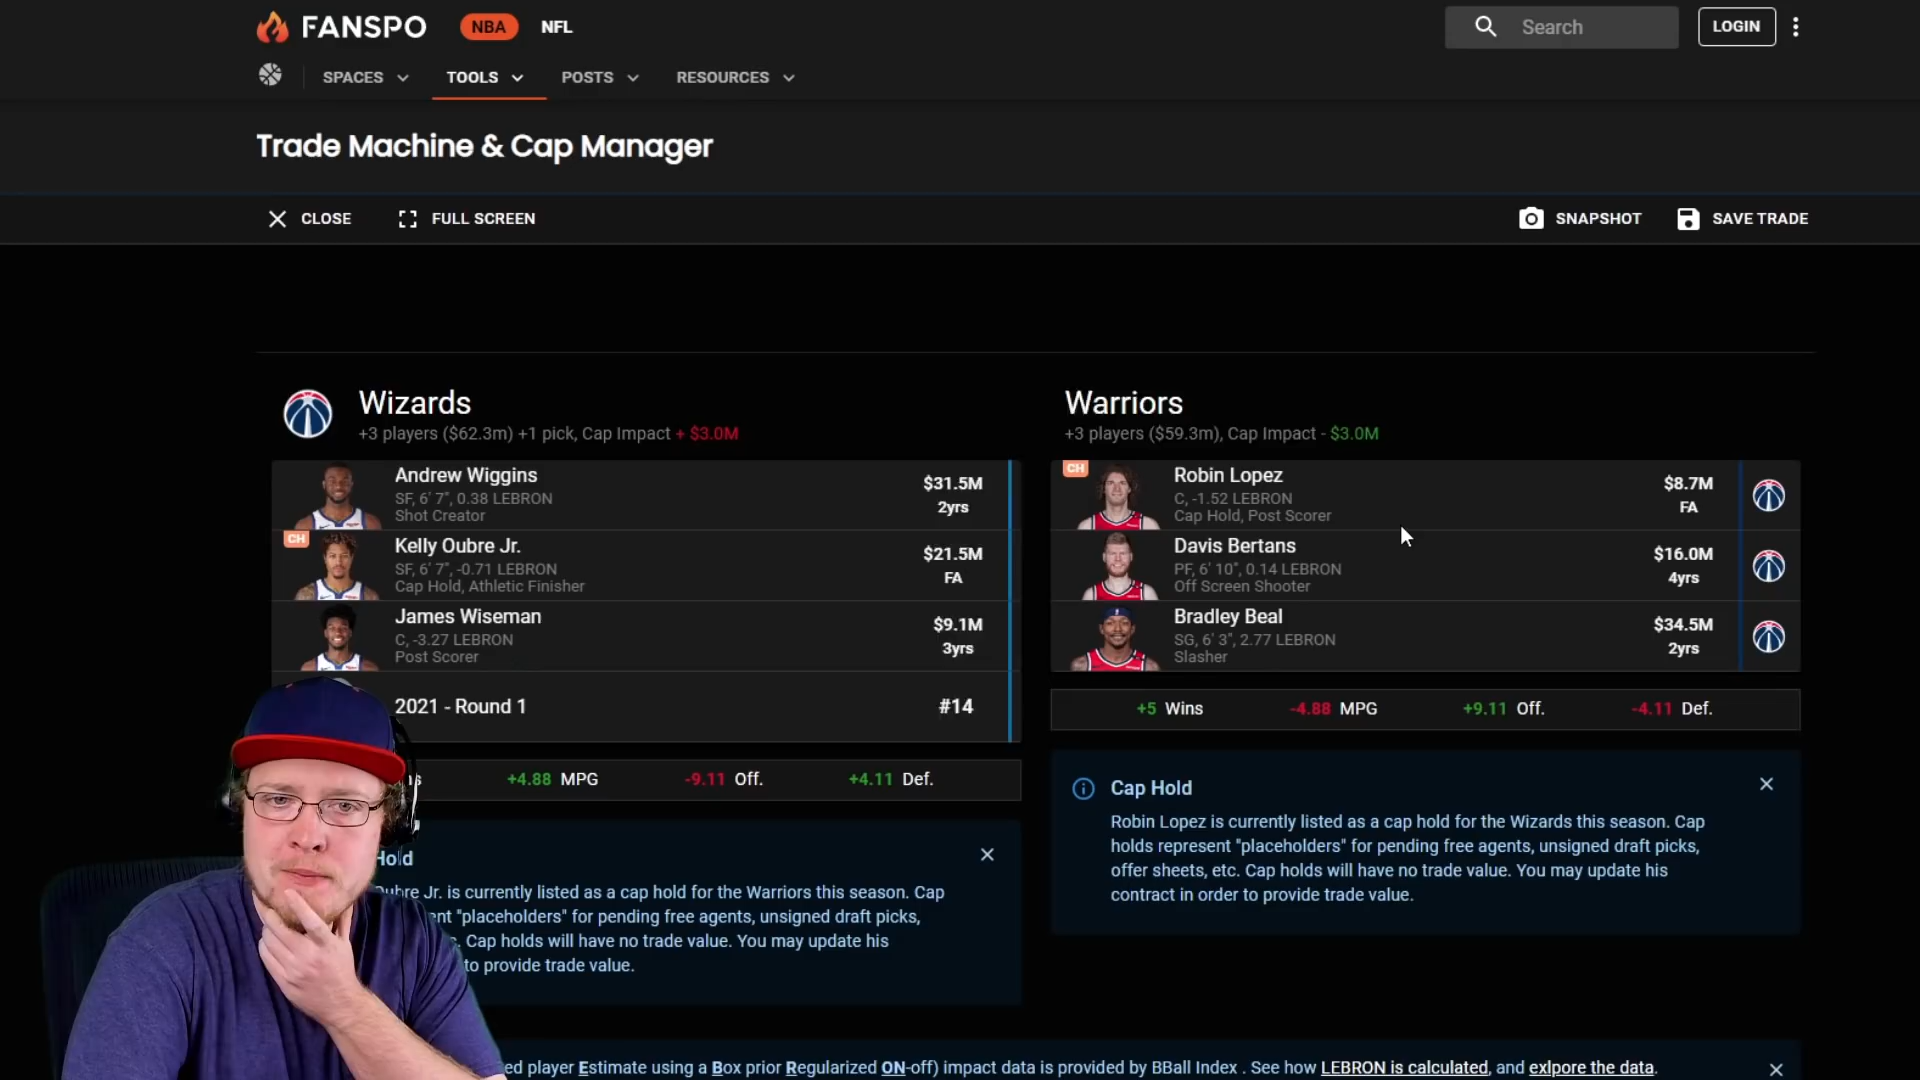 FANSPO
NBA
NFL
Search
LOGIN
SPACES
TOOLS
POSTS
RESOURCES
Trade Machine & Cap Manager
CLOSE
FULL SCREEN
SNAPSHOT
SAVE TRADE
Wizards
+3 players ($62.3m) +1 pick, Cap Impact + $3.0M
Andrew Wiggins
SF, 6' 7", 0.38 LEBRON
Shot Creator
$31.5M
2yrs
CH
Kelly Oubre Jr.
SF, 6' 7", -0.71 LEBRON
Cap Hold, Athletic Finisher
$21.5M
FA
James Wiseman
C, -3.27 LEBRON
Post Scorer
$9.1M
3yrs
2021 - Round 1
#14
+4.88 MPG
-9.11 Off.
+4.11 Def.
Hold
Jr. is currently listed as a cap hold for the Warriors this season. Cap
"placeholders" for pending free agents, unsigned draft picks,
Cap holds will have no trade value. You may update his
to provide trade value.
Warriors
+3 players ($59.3m), Cap Impact - $3.0M
CH
Robin Lopez
C, -1.52 LEBRON
Cap Hold, Post Scorer
$8.7M
FA
Davis Bertans
PF, 6' 10", 0.14 LEBRON
Off Screen Shooter
$16.0M
4yrs
Bradley Beal
SG, 6' 3", 2.77 LEBRON
Slasher
$34.5M
2yrs
+5 Wins
-4.88 MPG
+9.11 Off.
-4.11 Def.
Cap Hold
Robin Lopez is currently listed as a cap hold for the Wizards this season. Cap
holds represent "placeholders" for pending free agents, unsigned draft picks,
offer sheets, etc. Cap holds will have no trade value. You may update his
contract in order to provide trade value.
player Estimate using a Box prior Regularized ON-off) impact data is provided by BBall Index . See how LEBRON is calculated, and exlpore the data.